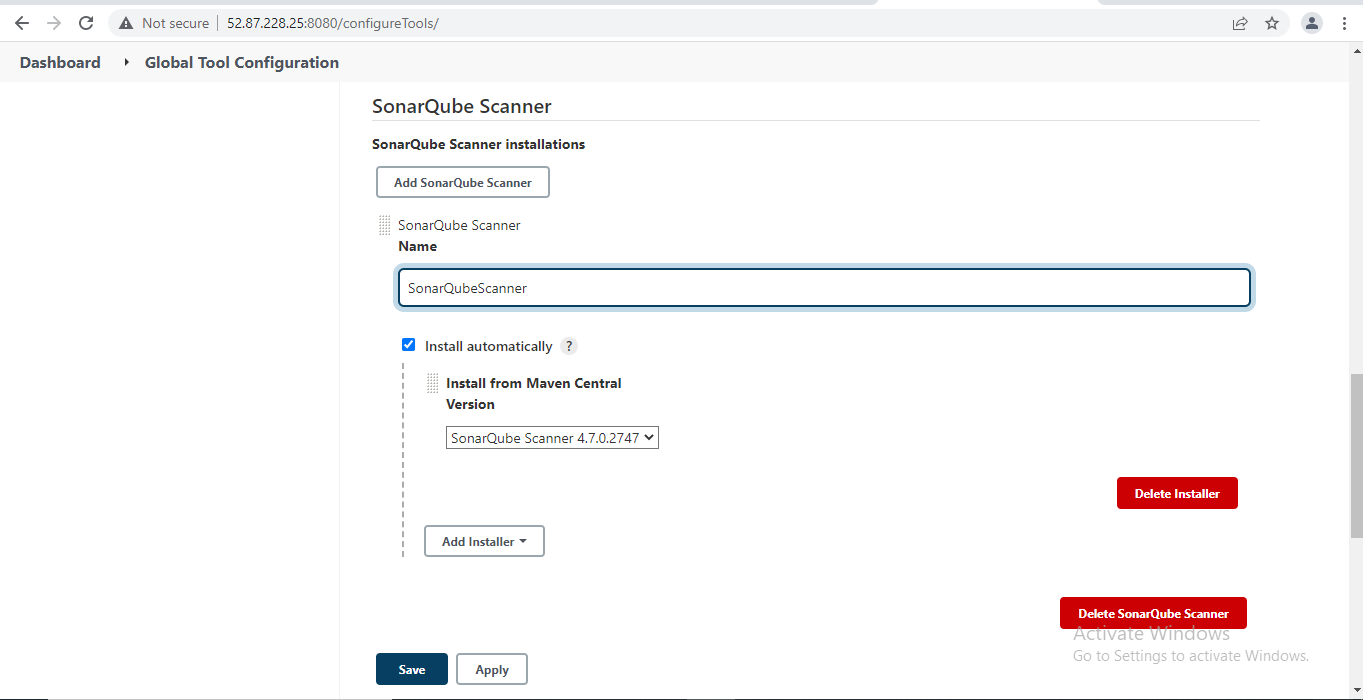 Not secure 52.87.228.25:8080/configureTools/
Dashboard Global Tool Configuration
SonarQube Scanner
SonarQube Scanner installations
Add SonarQube Scanner
SonarQube Scanner
Name
SonarQubeScanner
Install automatically ?
Install from Maven Central
Version
SonarQube Scanner 4.7.0.2747
Delete Installer
Add Installer
Delete SonarQube Scanner
Activate Windows
Go to Settings to activate Windows.
Save Apply